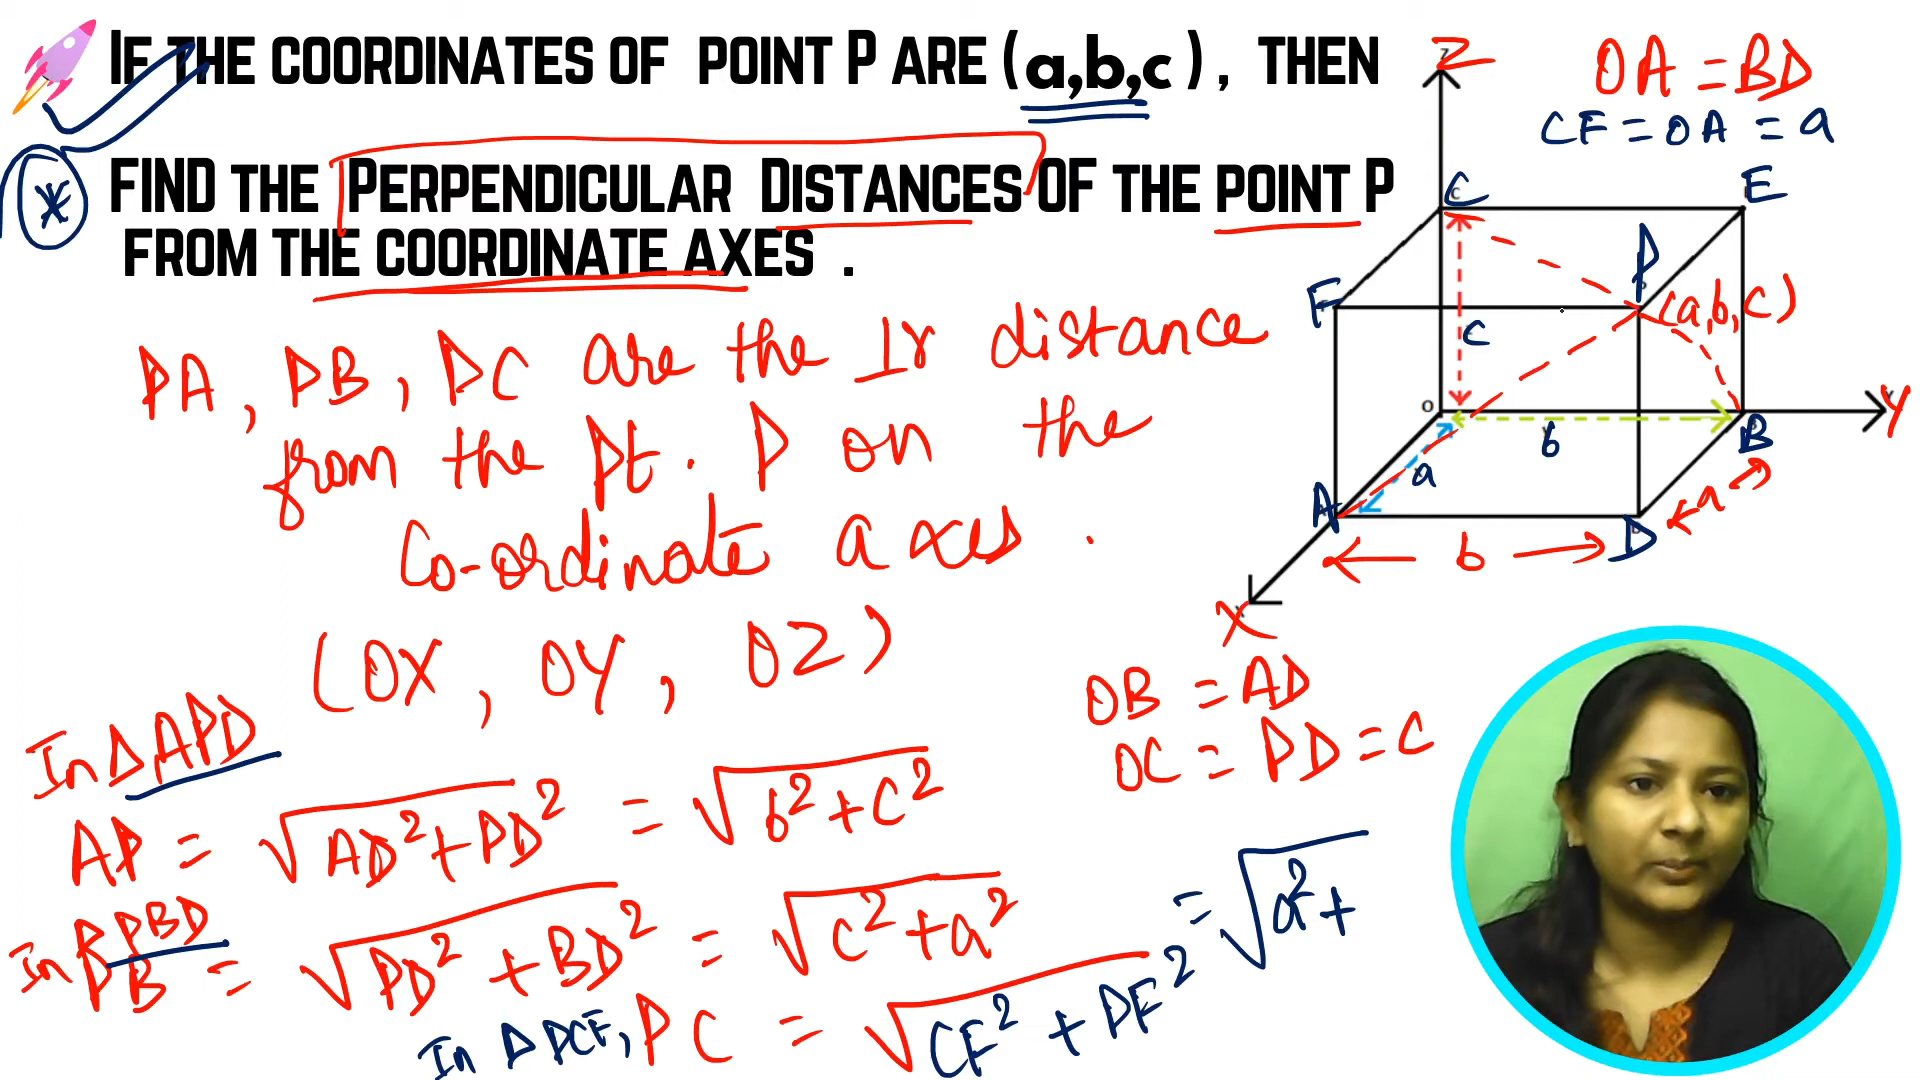 IF THE COORDINATES OF POINT P ARE (a,b,c), THEN
FIND THE PERPENDICULAR DISTANCES OF THE POINT P
FROM THE COORDINATE AXES .
PA, PB, PC are the ⊥r distance
from the pt. P on the
Co-ordinate axes .
(OX, OY, OZ)
In △APD
AP = √AD²+PD² = √b²+c²
In △PBD
PB = √PD²+BD² = √c²+a²
In △PCF, PC = √CF²+PF² = √a²+
OB = AD
OC = PD = C
OA = BD
CF = OA = a
Z
C
E
F
P
(a,b,c)
c
O
Y
b
B
a
A
a
b
D
X